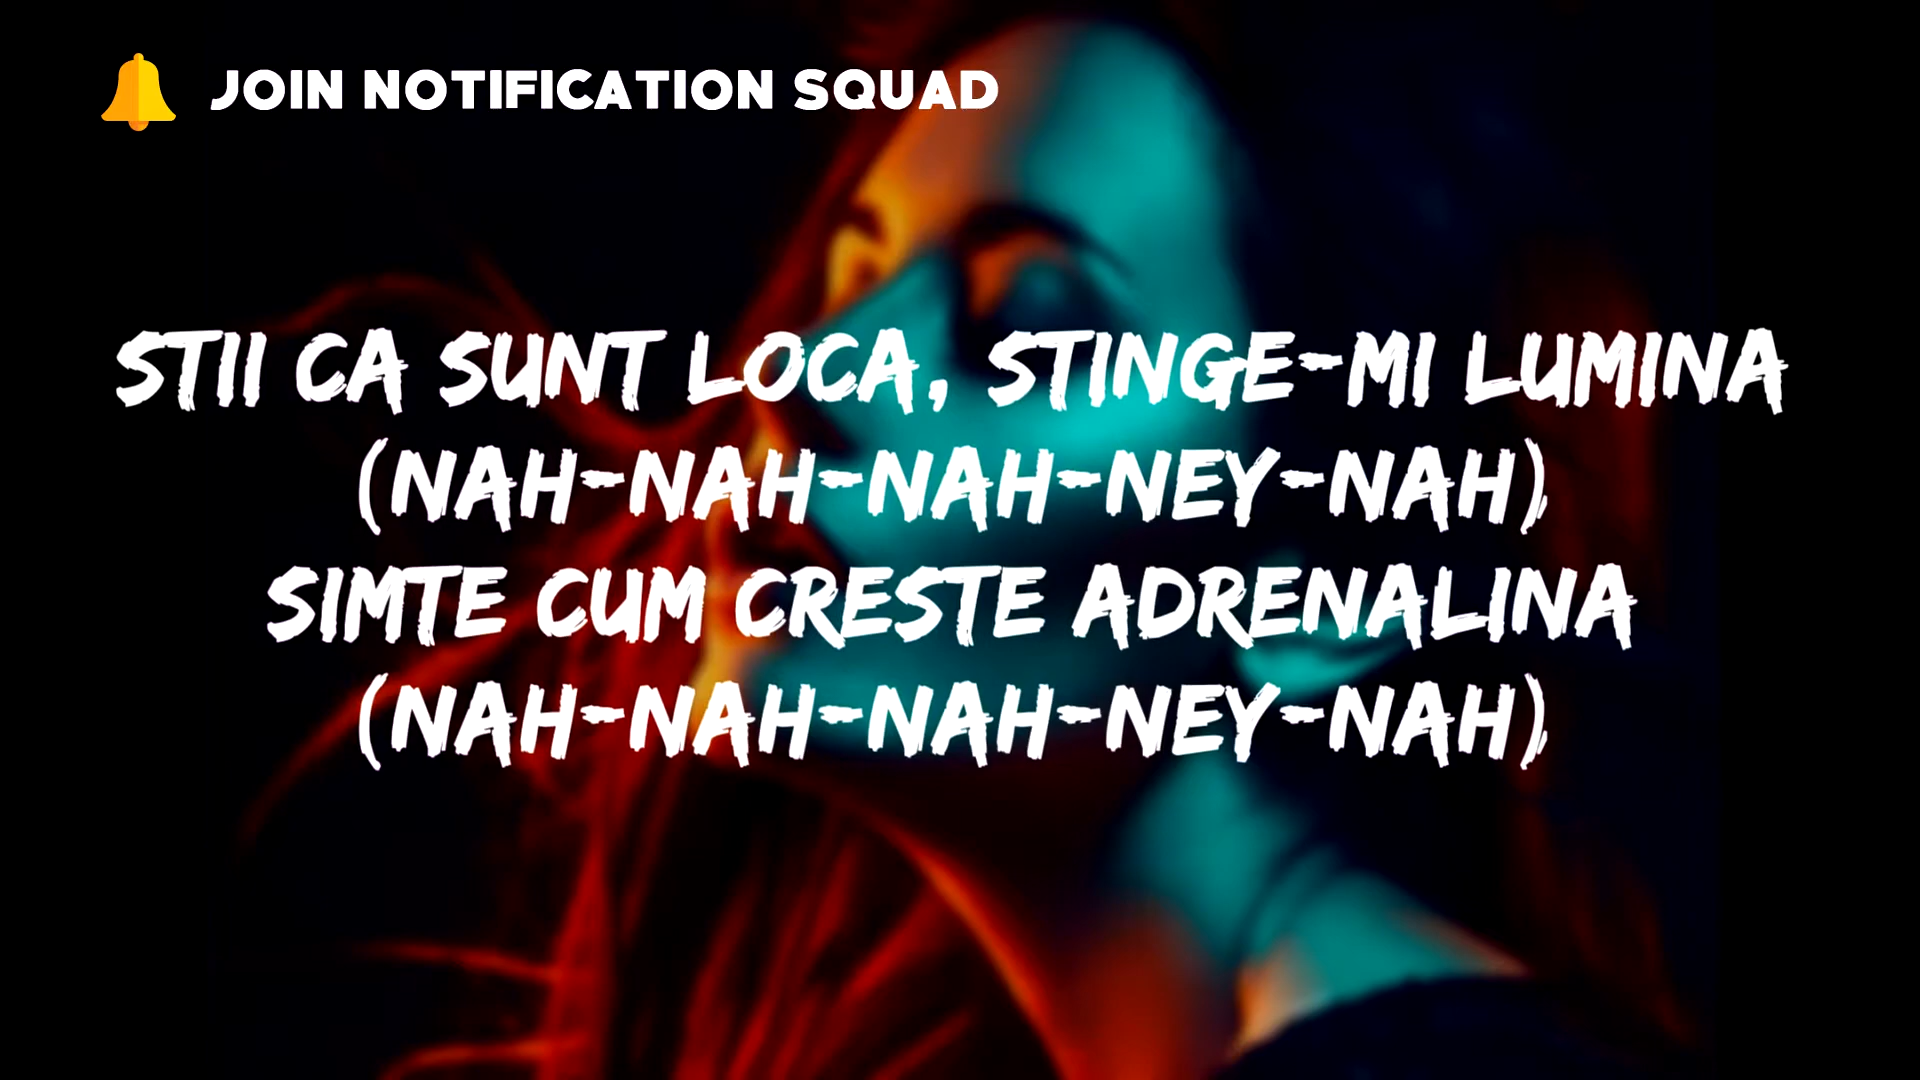 JOIN NOTIFICATION SQUAD
STII CA SUNT LOCA, STINGE-MI LUMINA
(NAH-NAH-NAH-NEY-NAH)
SIMTE CUM CRESTE ADRENALINA
(NAH-NAH-NAH-NEY-NAH)